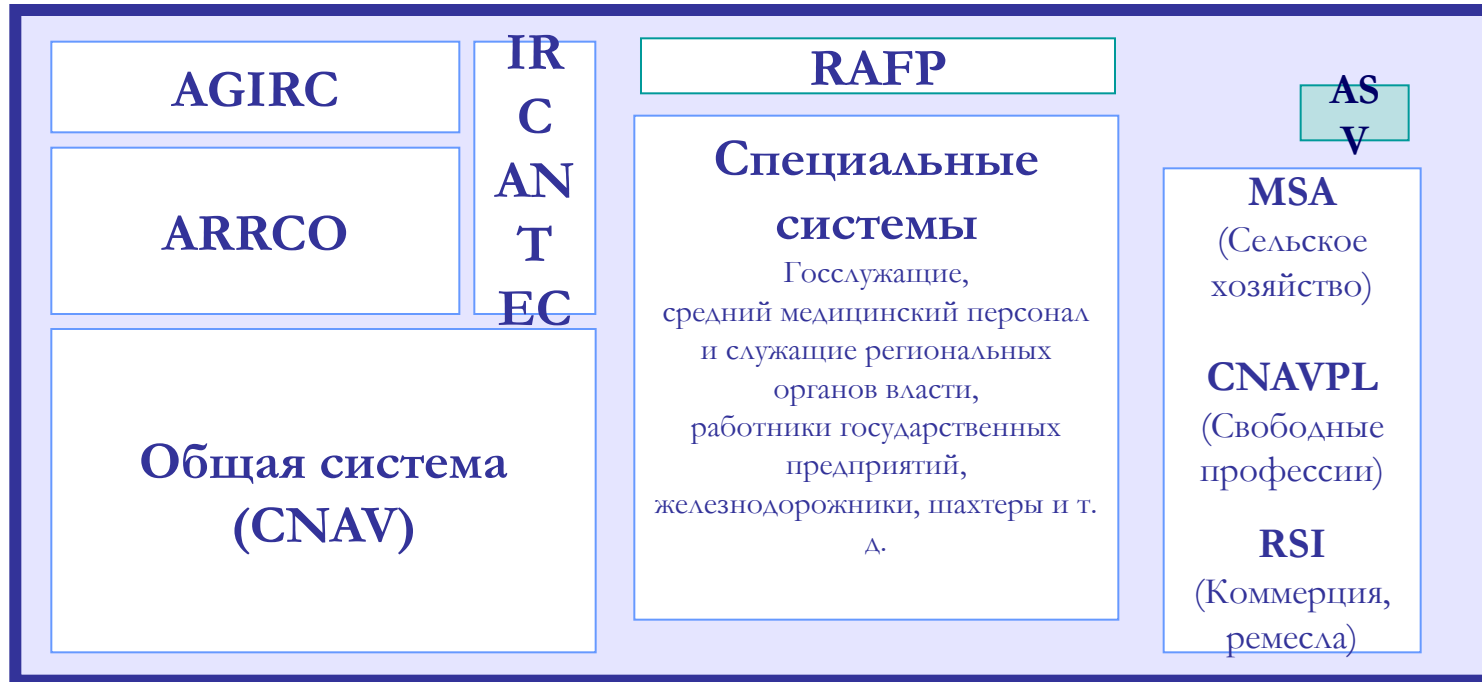 AGIRC
ARRCO
IR
C
AN
T
EC
Общая система
(CNAV)
RAFP
Специальные
системы
Госслужащие,
средний медицинский персонал
и служащие региональных
органов власти,
работники государственных
предприятий,
железнодорожники, шахтеры и т.
д.
AS
V
MSA
(Сельское
хозяйство)
CNAVPL
(Свободные
профессии)
RSI
(Коммерция,
ремесла)